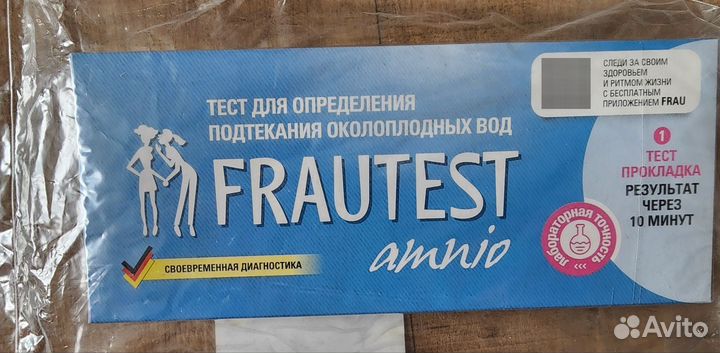 ТЕСТ ДЛЯ ОПРЕДЕЛЕНИЯ
ПОДТЕКАНИЯ ОКОЛОПЛОДНЫХ ВОД
FRAUTEST
amnio
СВОЕВРЕМЕННАЯ ДИАГНОСТИКА
СЛЕДИ ЗА СВОИМ
ЗДОРОВЬЕМ
И РИТМОМ ЖИЗНИ
С БЕСПЛАТНЫМ
ПРИЛОЖЕНИЕМ FRAU
1
ТЕСТ
ПРОКЛАДКА
РЕЗУЛЬТАТ
ЧЕРЕЗ
10 МИНУТ
лабораторная точность
<<<
Avito